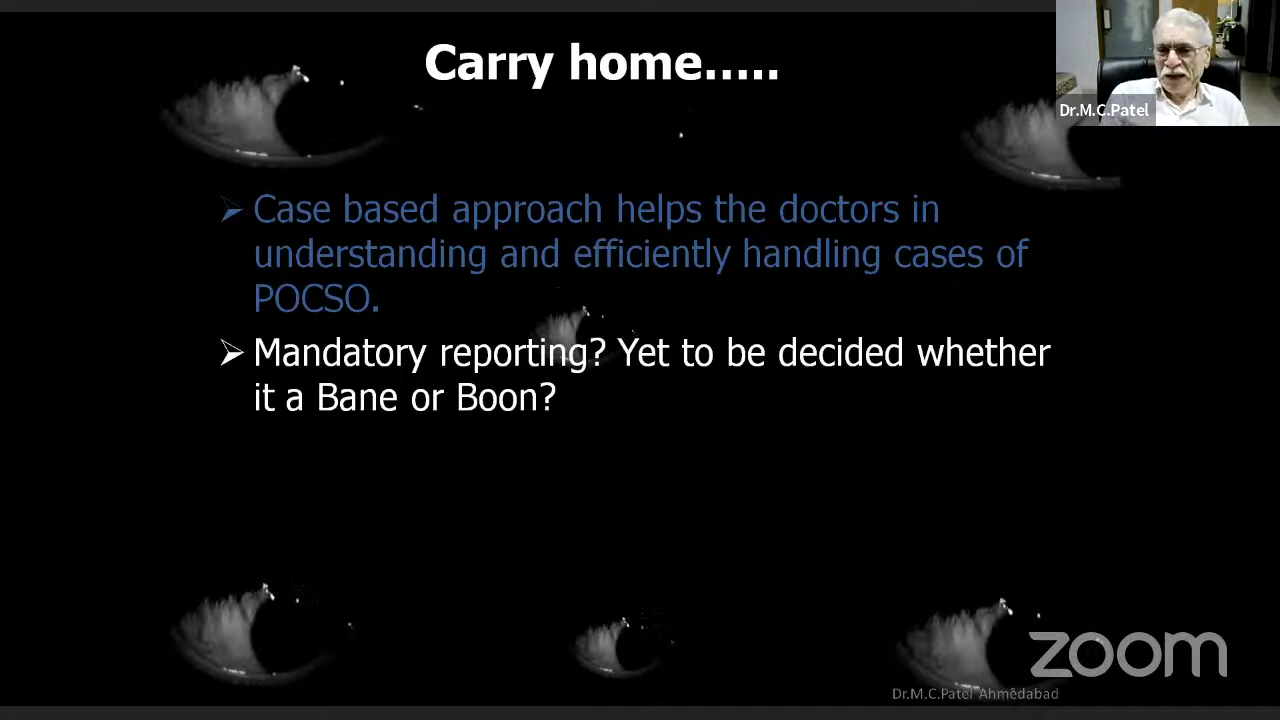 Carry home.....
Dr.M.C.Patel
➢ Case based approach helps the doctors in
understanding and efficiently handling cases of
POCSO.
➢ Mandatory reporting? Yet to be decided whether
it a Bane or Boon?
zoom
Dr.M.C.Patel Ahmedabad